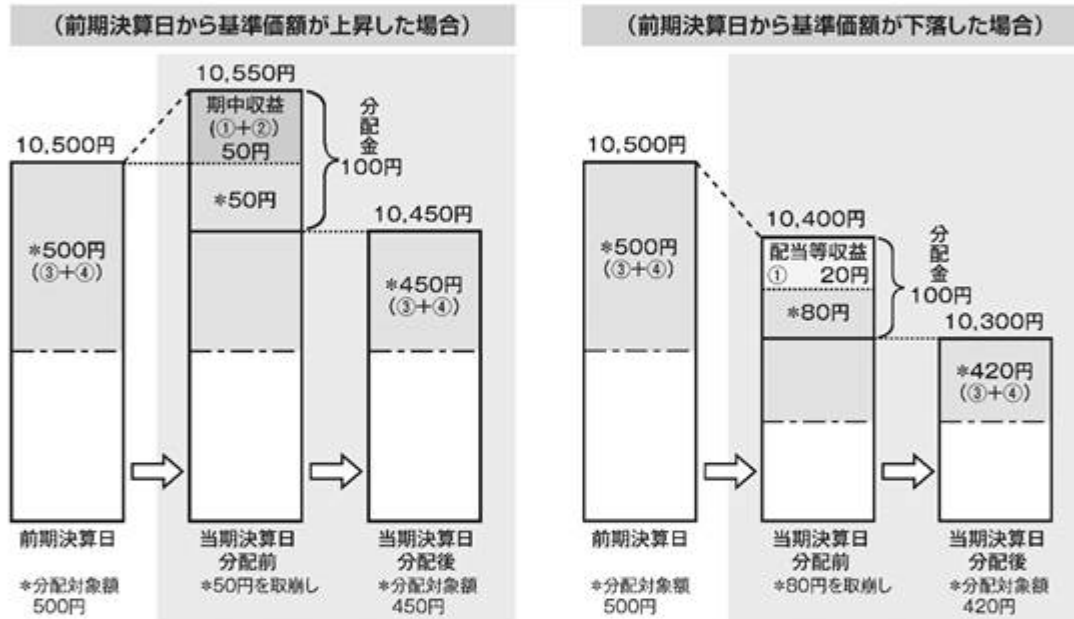 (前期決算日から基準価額が上昇した場合)
10,550円
期中収益
(①+②)
50円
分配金
100円
10,500円
*50円
10,450円
*500円
(③+④)
*450円
(③+④)
前期決算日
当期決算日
分配前
当期決算日
分配後
*分配対象額
500円
*50円を取崩し
*分配対象額
450円
(前期決算日から基準価額が下落した場合)
10,500円
10,400円
配当等収益
① 20円
分配金
100円
*500円
(③+④)
*80円
10,300円
*420円
(③+④)
前期決算日
当期決算日
分配前
当期決算日
分配後
*分配対象額
500円
*80円を取崩し
*分配対象額
420円